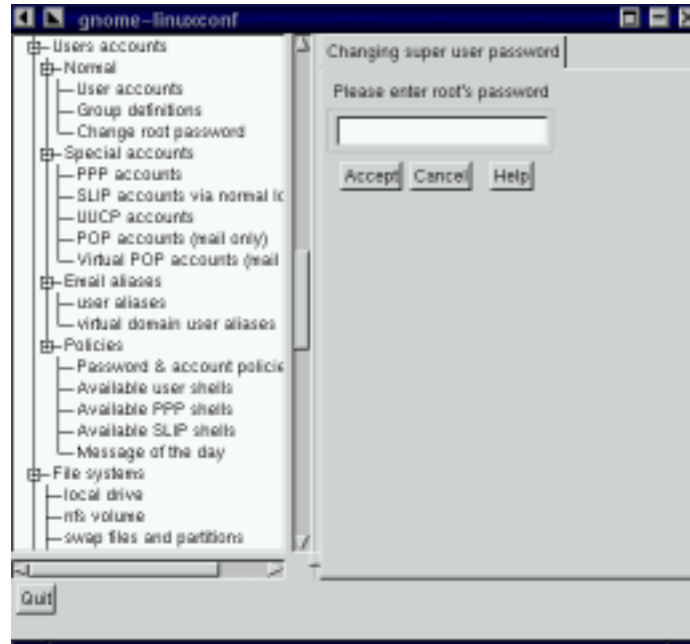 gnome-linuxconf
Users accounts
Normal
User accounts
Group definitions
Change root password
Special accounts
PPP accounts
SLIP accounts via normal lo
UUCP accounts
POP accounts (mail only)
Virtual POP accounts (mail
Email aliases
user aliases
virtual domain user aliases
Policies
Password & account policie
Available user shells
Available PPP shells
Available SLIP shells
Message of the day
File systems
local drive
nfs volume
swap files and partitions
Changing super user password
Please enter root's password
Accept Cancel Help
Quit